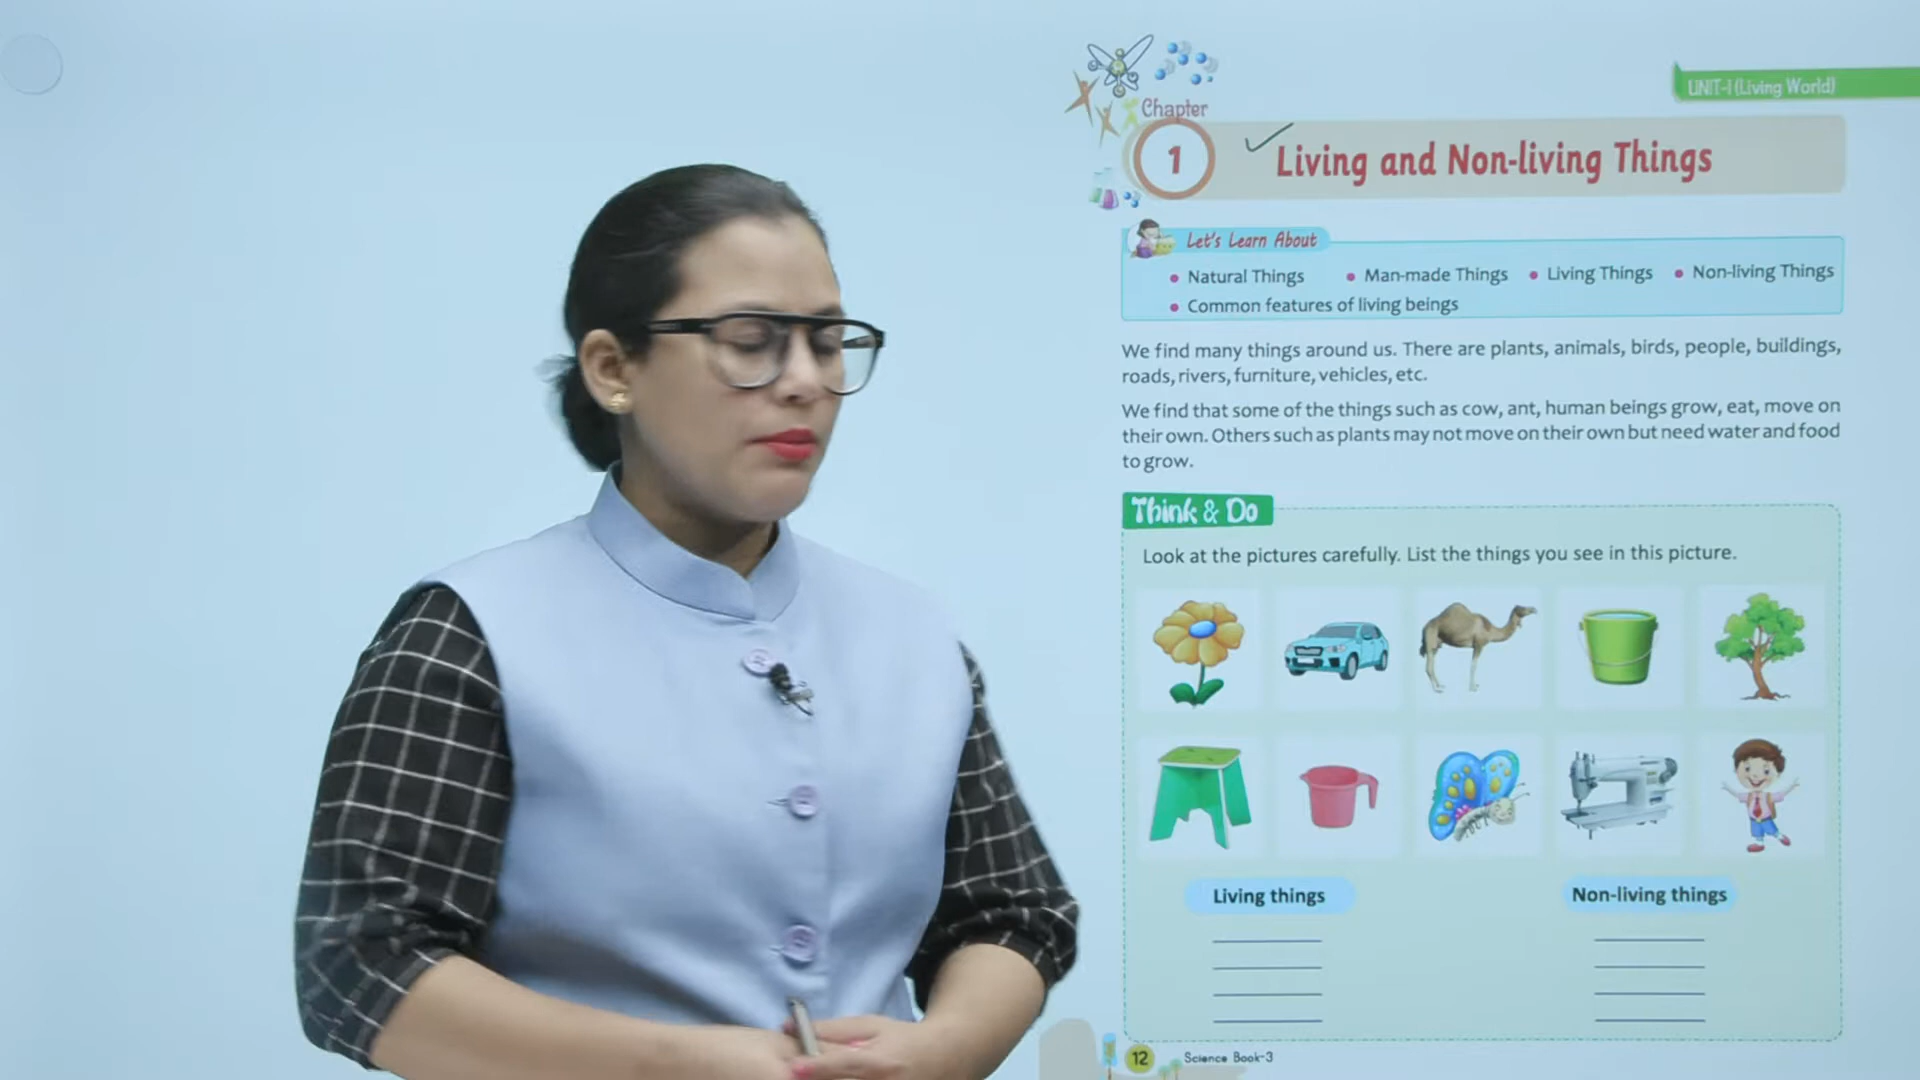 UNIT-I (Living World)
Chapter
1
Living and Non-living Things
Let's Learn About
• Natural Things • Man-made Things • Living Things • Non-living Things
• Common features of living beings
We find many things around us. There are plants, animals, birds, people, buildings,
roads, rivers, furniture, vehicles, etc.
We find that some of the things such as cow, ant, human beings grow, eat, move on
their own. Others such as plants may not move on their own but need water and food
to grow.
Think & Do
Look at the pictures carefully. List the things you see in this picture.
Living things
Non-living things
12
Science Book-3